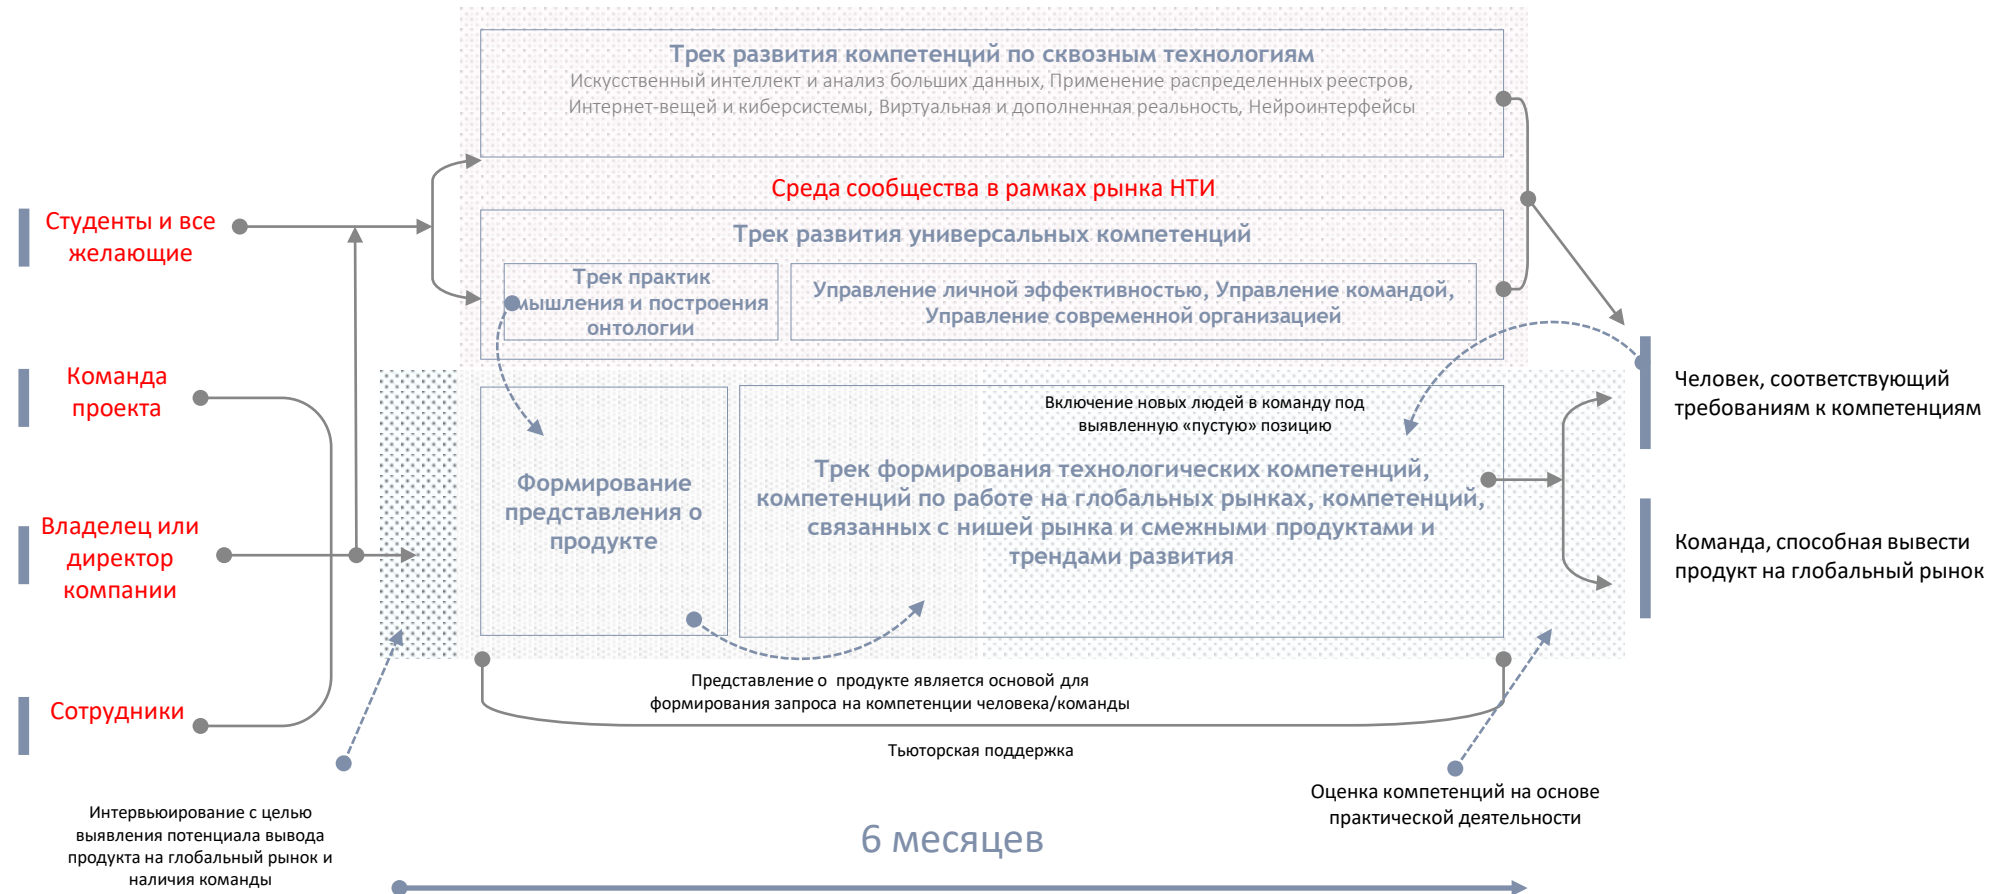 Трек развития компетенций по сквозным технологиям
Искусственный интеллект и анализ больших данных, Применение распределенных реестров,
Интернет-вещей и киберсистемы, Виртуальная и дополненная реальность, Нейроинтерфейсы
Среда сообщества в рамках рынка НТИ
Трек развития универсальных компетенций
Трек практик
мышления и построения
онтологии
Управление личной эффективностью, Управление командой,
Управление современной организацией
Студенты и все
желающие
Команда
проекта
Владелец или
директор
компании
Сотрудники
Формирование
представления о
продукте
Включение новых людей в команду под
выявленную «пустую» позицию
Трек формирования технологических компетенций,
компетенций по работе на глобальных рынках, компетенций,
связанных с нишей рынка и смежными продуктами и
трендами развития
Человек, соответствующий
требованиям к компетенциям
Команда, способная вывести
продукт на глобальный рынок
Представление о  продукте является основой для
формирования запроса на компетенции человека/команды
Тьюторская поддержка
Интервьюирование с целью
выявления потенциала вывода
продукта на глобальный рынок и
наличия команды
Оценка компетенций на основе
практической деятельности
6 месяцев